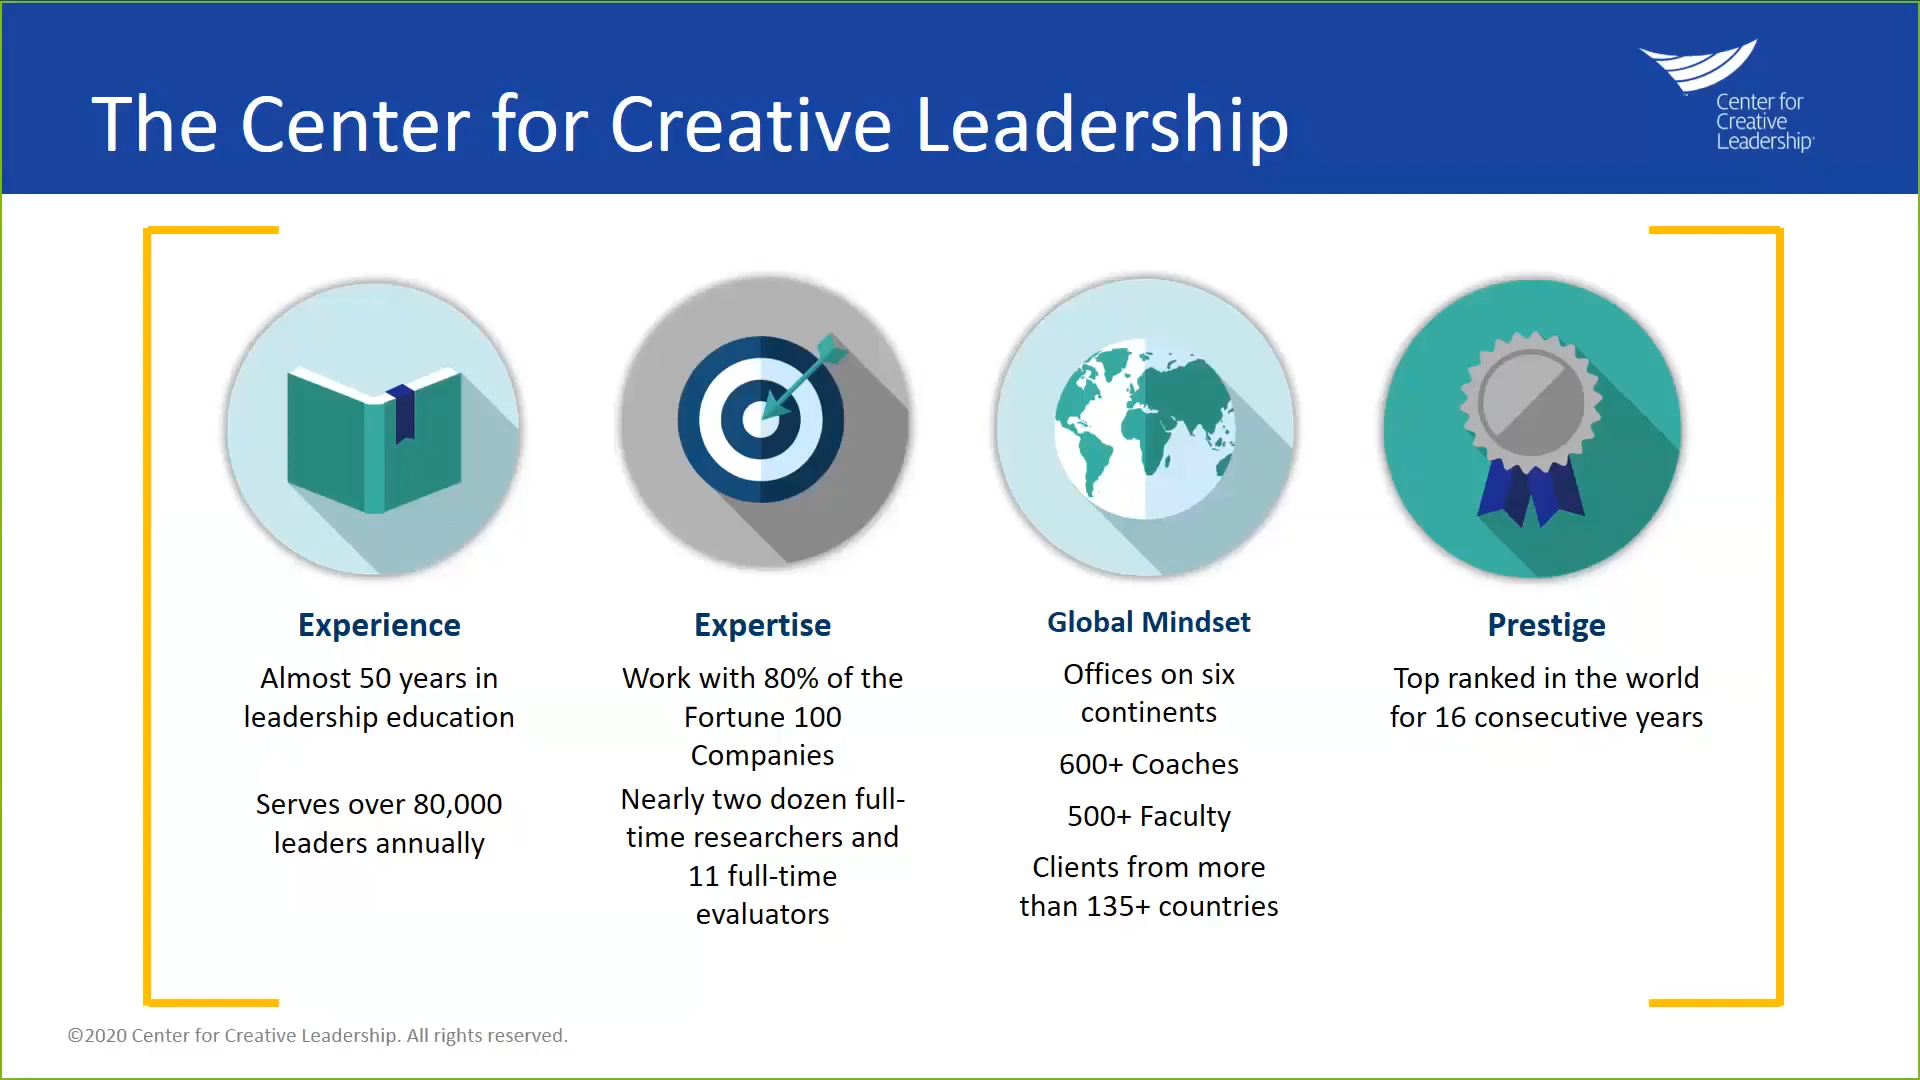 The Center for Creative Leadership
Center for
Creative
Leadership
Experience
Almost 50 years in
leadership education
Serves over 80,000
leaders annually
Expertise
Work with 80% of the
Fortune 100
Companies
Nearly two dozen full-
time researchers and
11 full-time
evaluators
Global Mindset
Offices on six
continents
600+ Coaches
500+ Faculty
Clients from more
than 135+ countries
Prestige
Top ranked in the world
for 16 consecutive years
©2020 Center for Creative Leadership. All rights reserved.